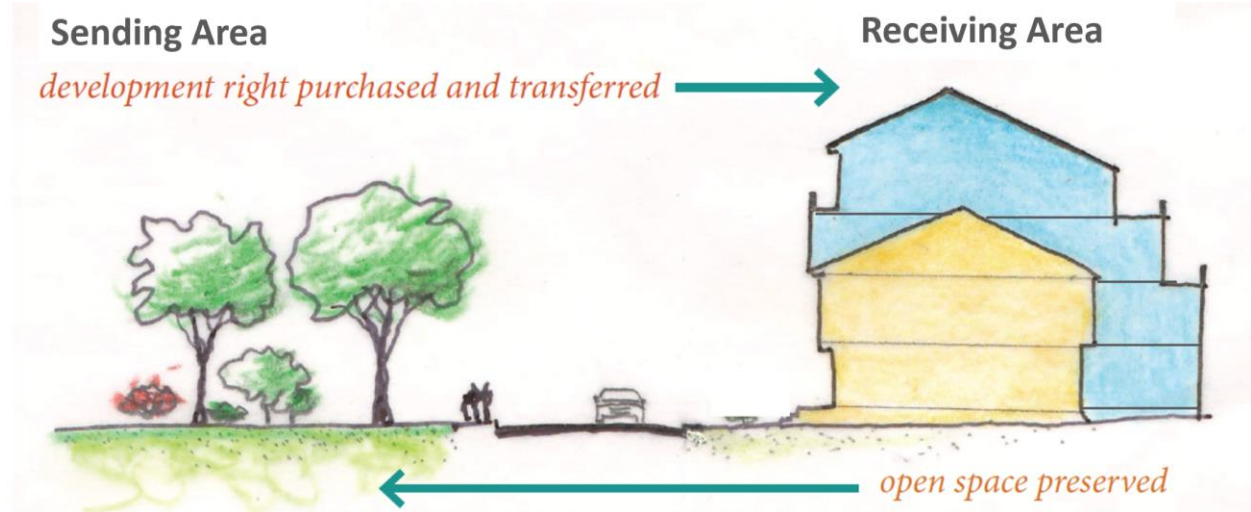 Sending Area
Receiving Area
development right purchased and transferred
open space preserved